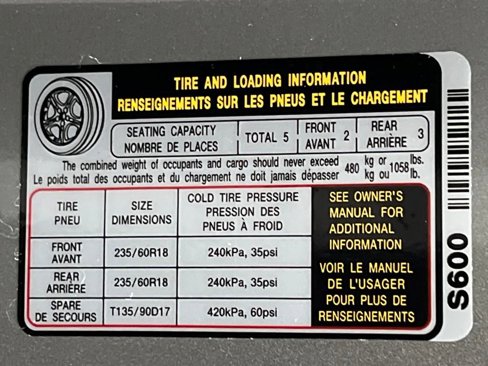 TIRE AND LOADING INFORMATION
RENSEIGNEMENTS SUR LES PNEUS ET LE CHARGEMENT
SEATING CAPACITY
NOMBRE DE PLACES
TOTAL 5
FRONT
AVANT 2
REAR
ARRIÈRE 3
The combined weight of occupants and cargo should never exceed 480 kg or 1058 lbs.
Le poids total des occupants et du chargement ne doit jamais dépasser kg ou lb.
TIRE
PNEU
SIZE
DIMENSIONS
COLD TIRE PRESSURE
PRESSION DES
PNEUS À FROID
FRONT
AVANT
235/60R18
240kPa, 35psi
REAR
ARRIÈRE
235/60R18
240kPa, 35psi
SPARE
DE SECOURS
T135/90D17
420kPa, 60psi
SEE OWNER'S
MANUAL FOR
ADDITIONAL
INFORMATION
VOIR LE MANUEL
DE L'USAGER
POUR PLUS DE
RENSEIGNEMENTS
S600